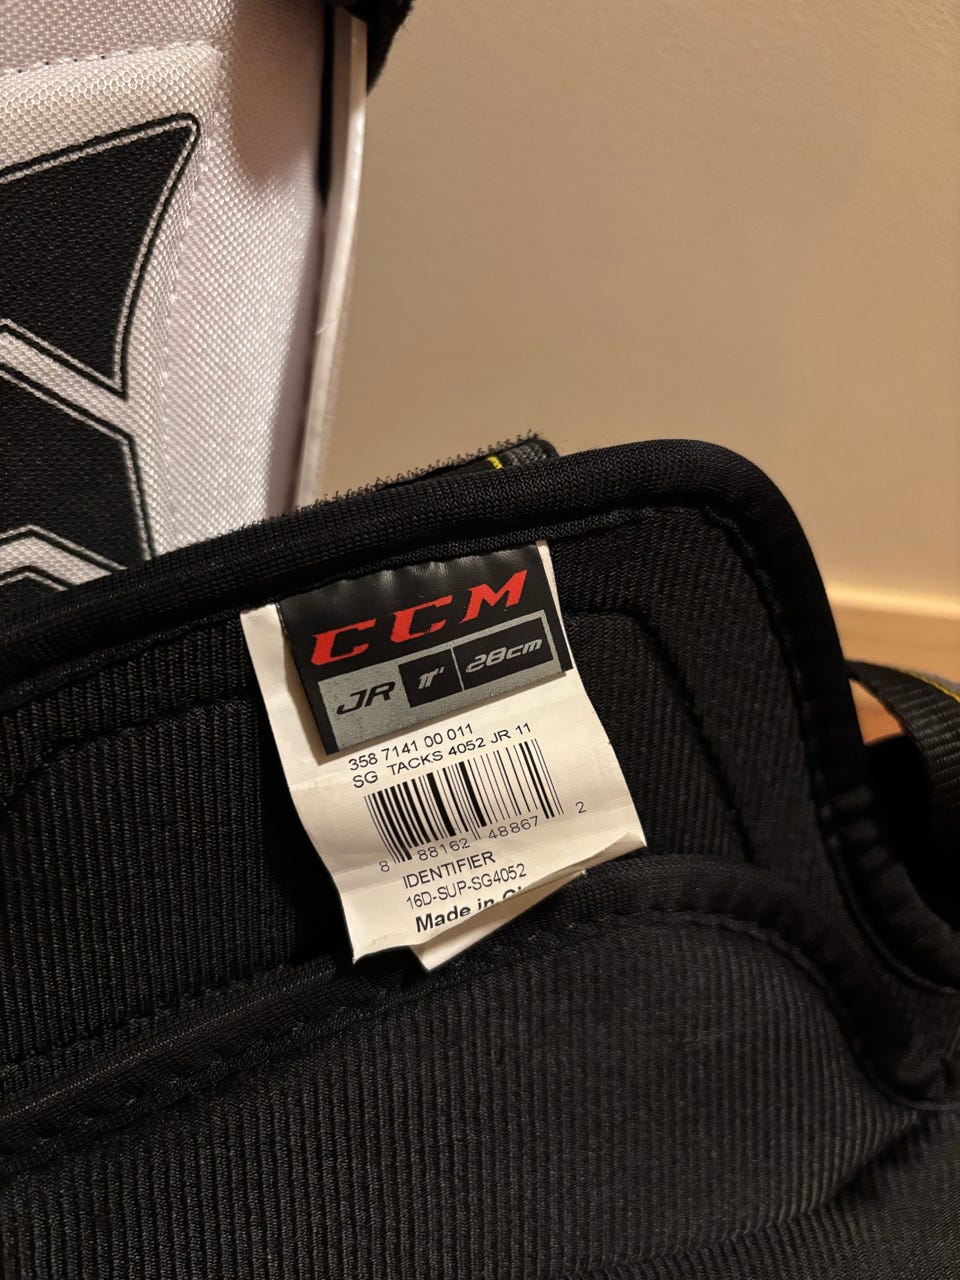 CCM
JR 11" 28cm
358 7141 00 011
SG TACKS 4052 JR 11
8 88162 48867 2
IDENTIFIER
16D-SUP-SG4052
Made in